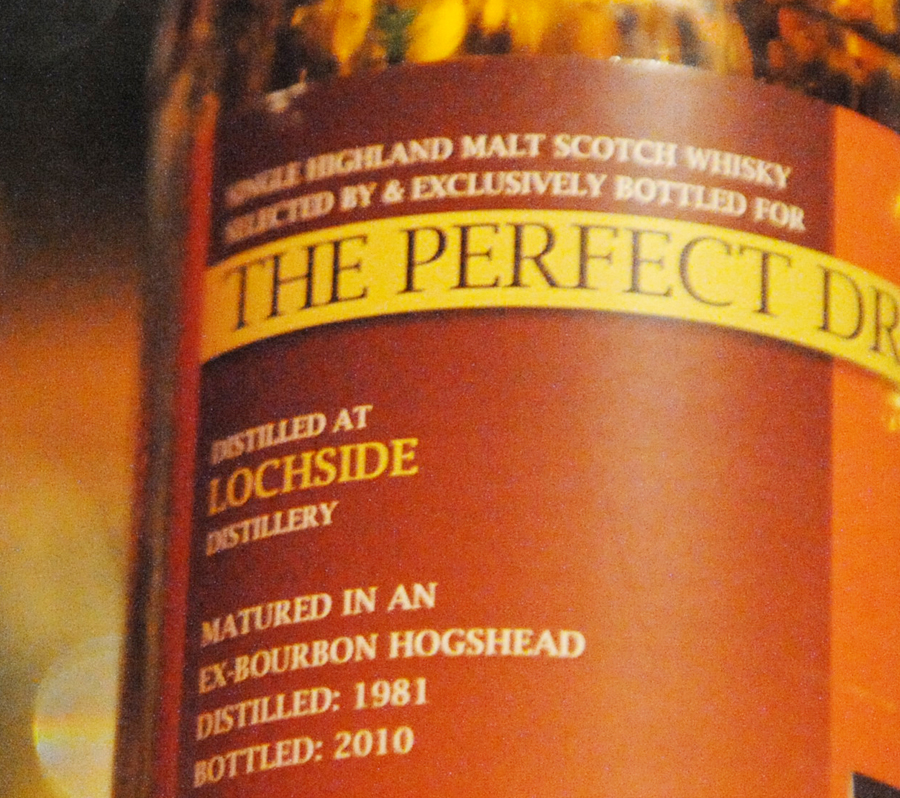 SINGLE HIGHLAND MALT SCOTCH WHISKY
SELECTED BY & EXCLUSIVELY BOTTLED FOR
THE PERFECT DR
DISTILLED AT
LOCHSIDE
DISTILLERY
MATURED IN AN
EX-BOURBON HOGSHEAD
DISTILLED: 1981
BOTTLED: 2010